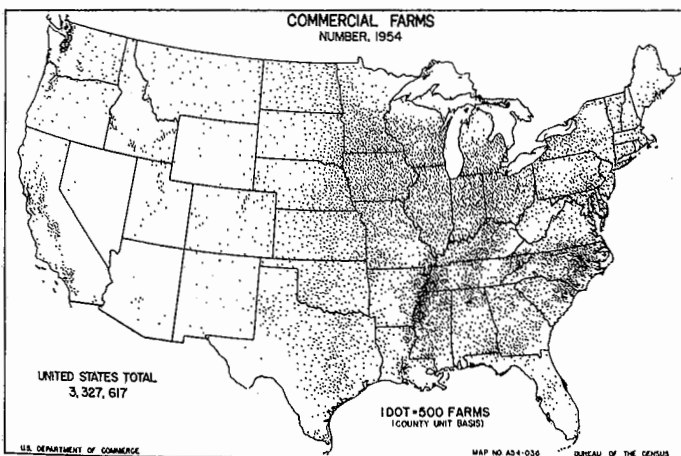 COMMERCIAL FARMS
NUMBER, 1954
UNITED STATES TOTAL
3,327,617
1 DOT=500 FARMS
(COUNTY UNIT BASIS)
U.S. DEPARTMENT OF COMMERCE
MAP NO. A54-036
BUREAU OF THE CENSUS